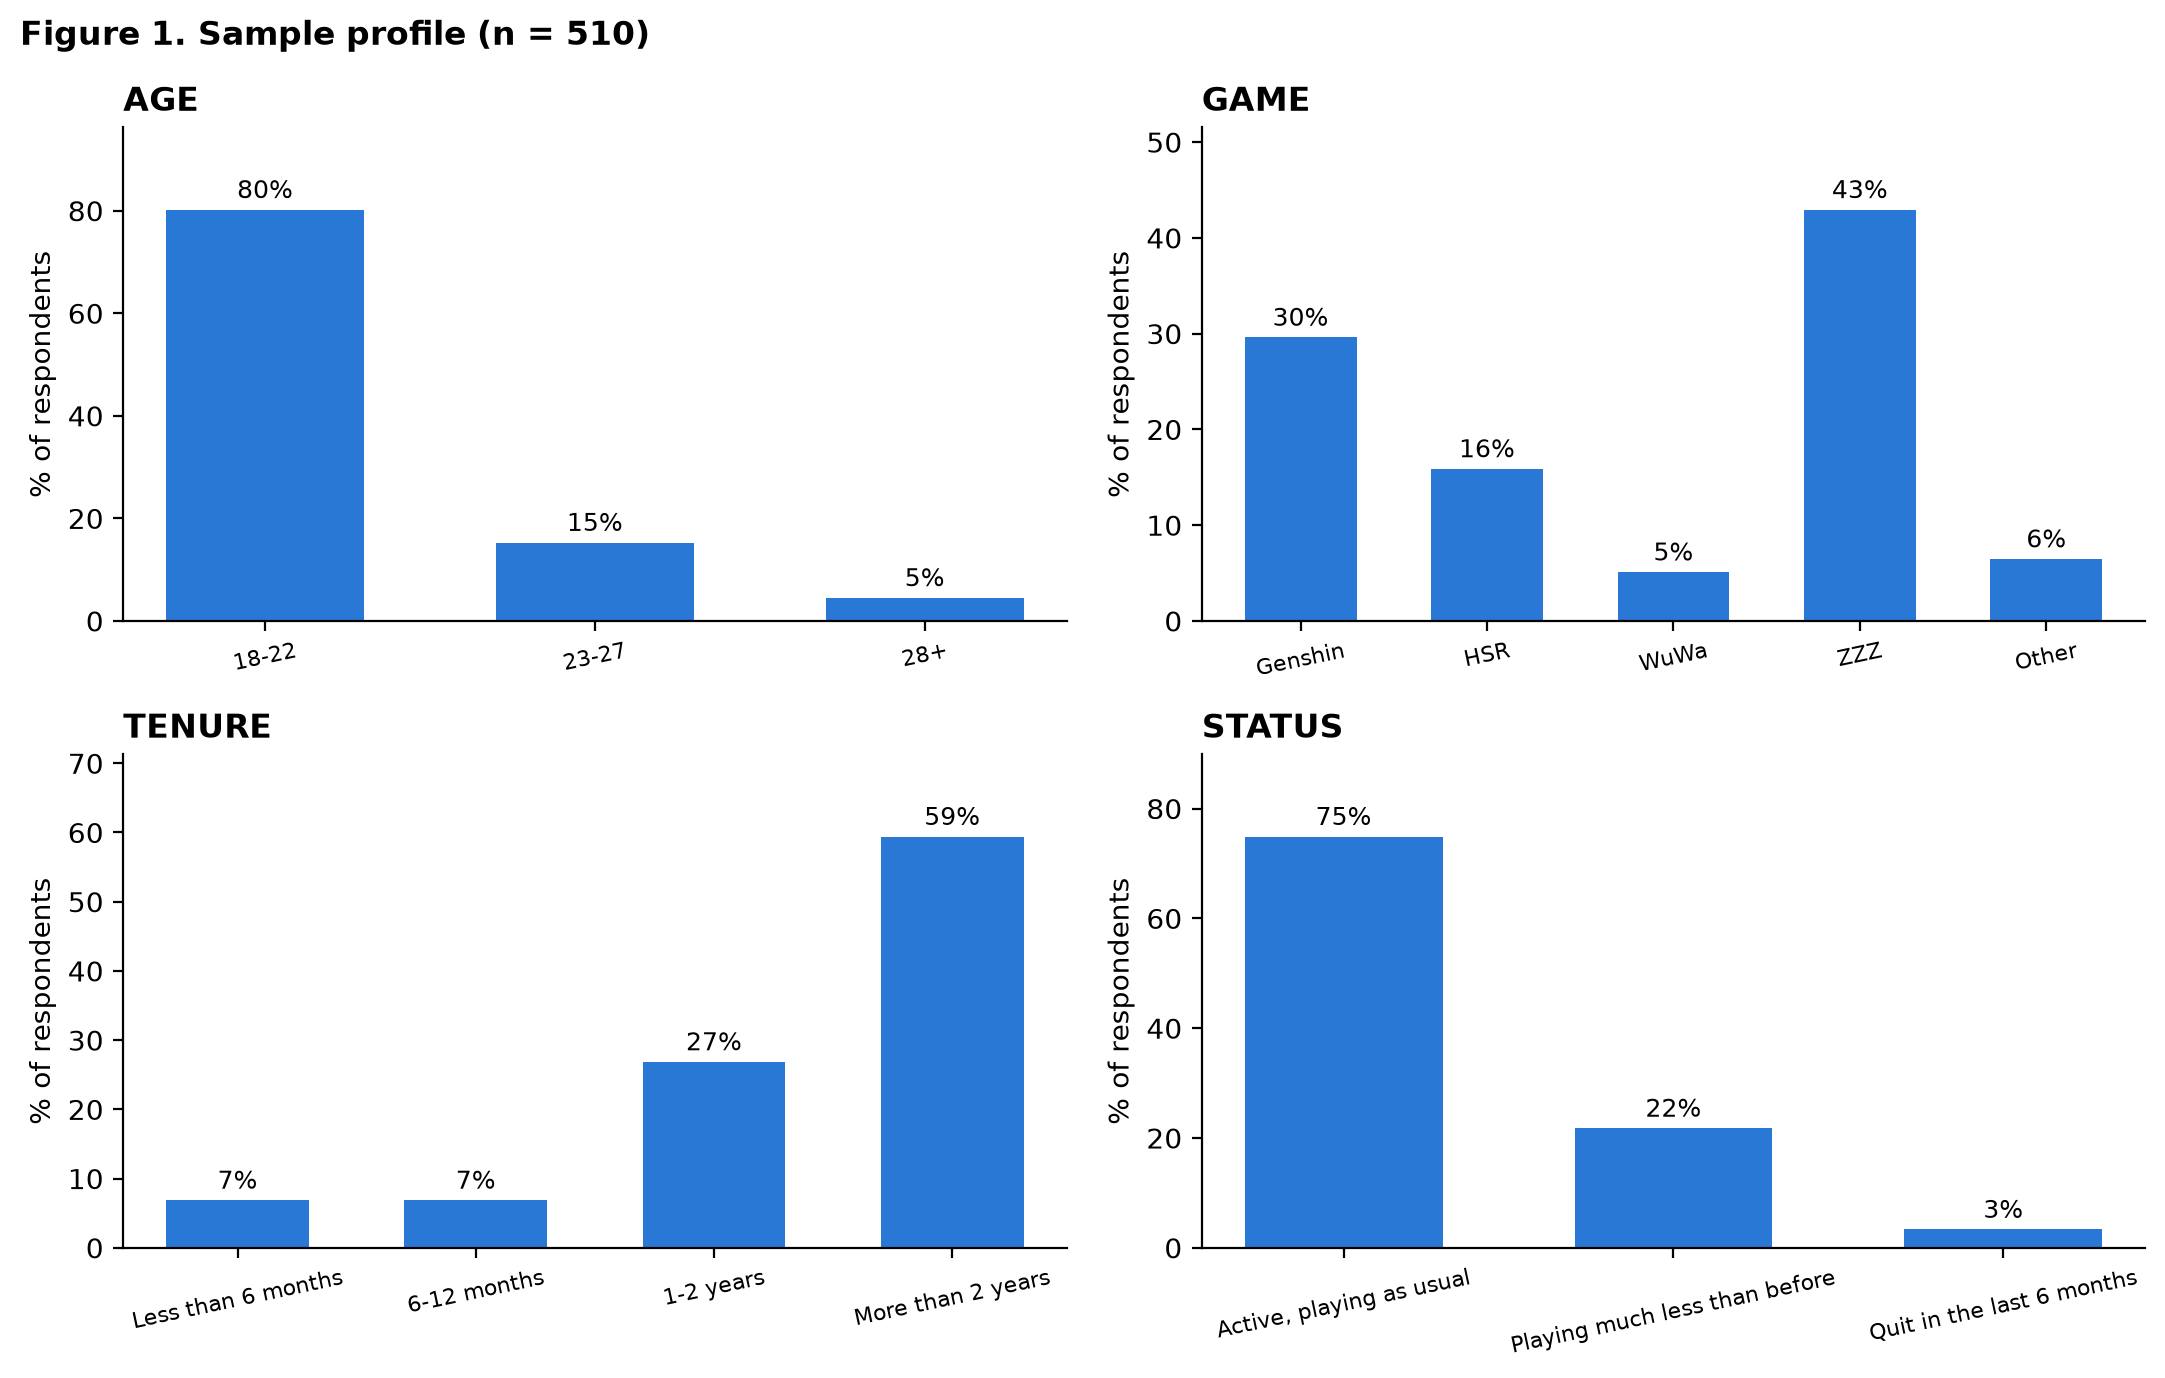 Figure 1. Sample profile (n = 510)
AGE
% of respondents
80
60
40
20
0
80%
15%
5%
18-22
23-27
28+
GAME
% of respondents
50
40
30
20
10
0
30%
16%
5%
43%
6%
Genshin
HSR
WuWa
ZZZ
Other
TENURE
% of respondents
70
60
50
40
30
20
10
0
7%
7%
27%
59%
Less than 6 months
6-12 months
1-2 years
More than 2 years
STATUS
% of respondents
80
60
40
20
0
75%
22%
3%
Active, playing as usual
Playing much less than before
Quit in the last 6 months